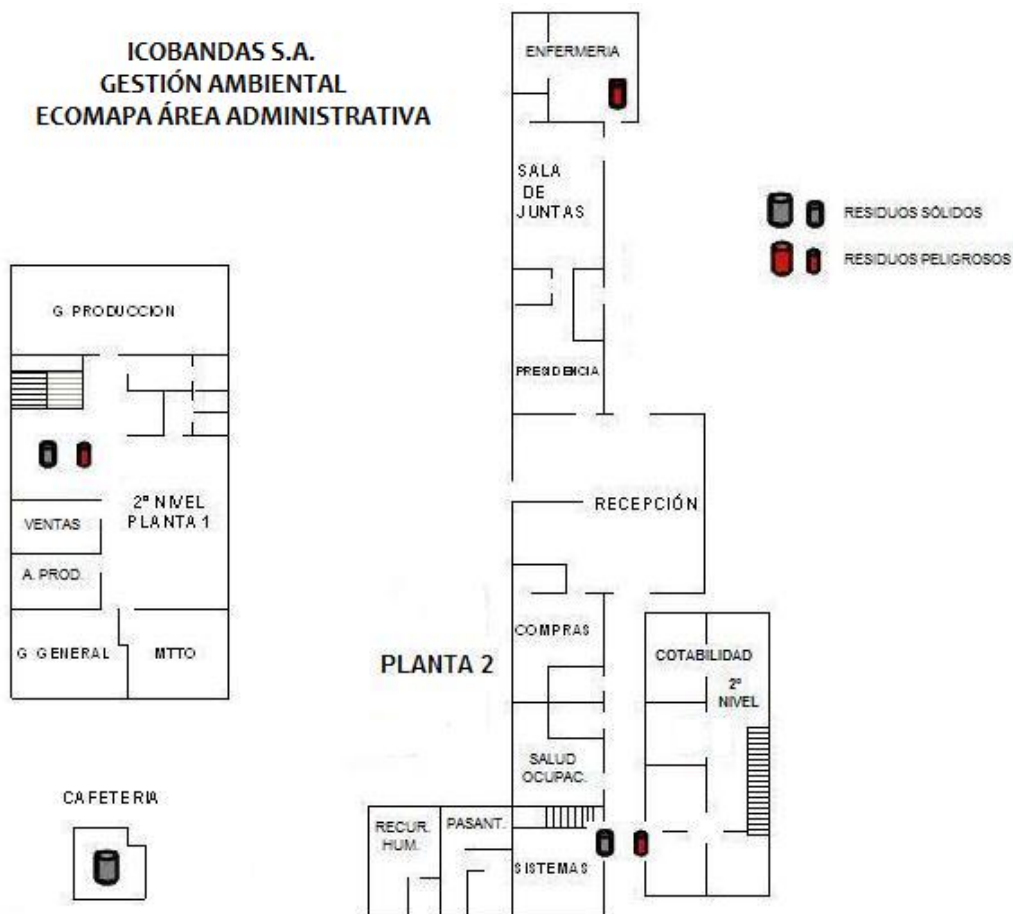 ICOBANDAS S.A.
GESTIÓN AMBIENTAL
ECOMAPA ÁREA ADMINISTRATIVA
ENFERMERIA
SALA
DE
JUNTAS
RESIDUOS SÓLIDOS
RESIDUOS PELIGROSOS
G. PRODUCCION
PRESIDENCIA
RECEPCIÓN
2º NIVEL
PLANTA 1
VENTAS
A. PROD.
G. GENERAL
MTTO
COMPRAS
PLANTA 2
COTABILIDAD
2º
NIVEL
SALUD
OCUPAC.
CAFETERIA
RECUR.
HUM.
PASANT.
SISTEMAS